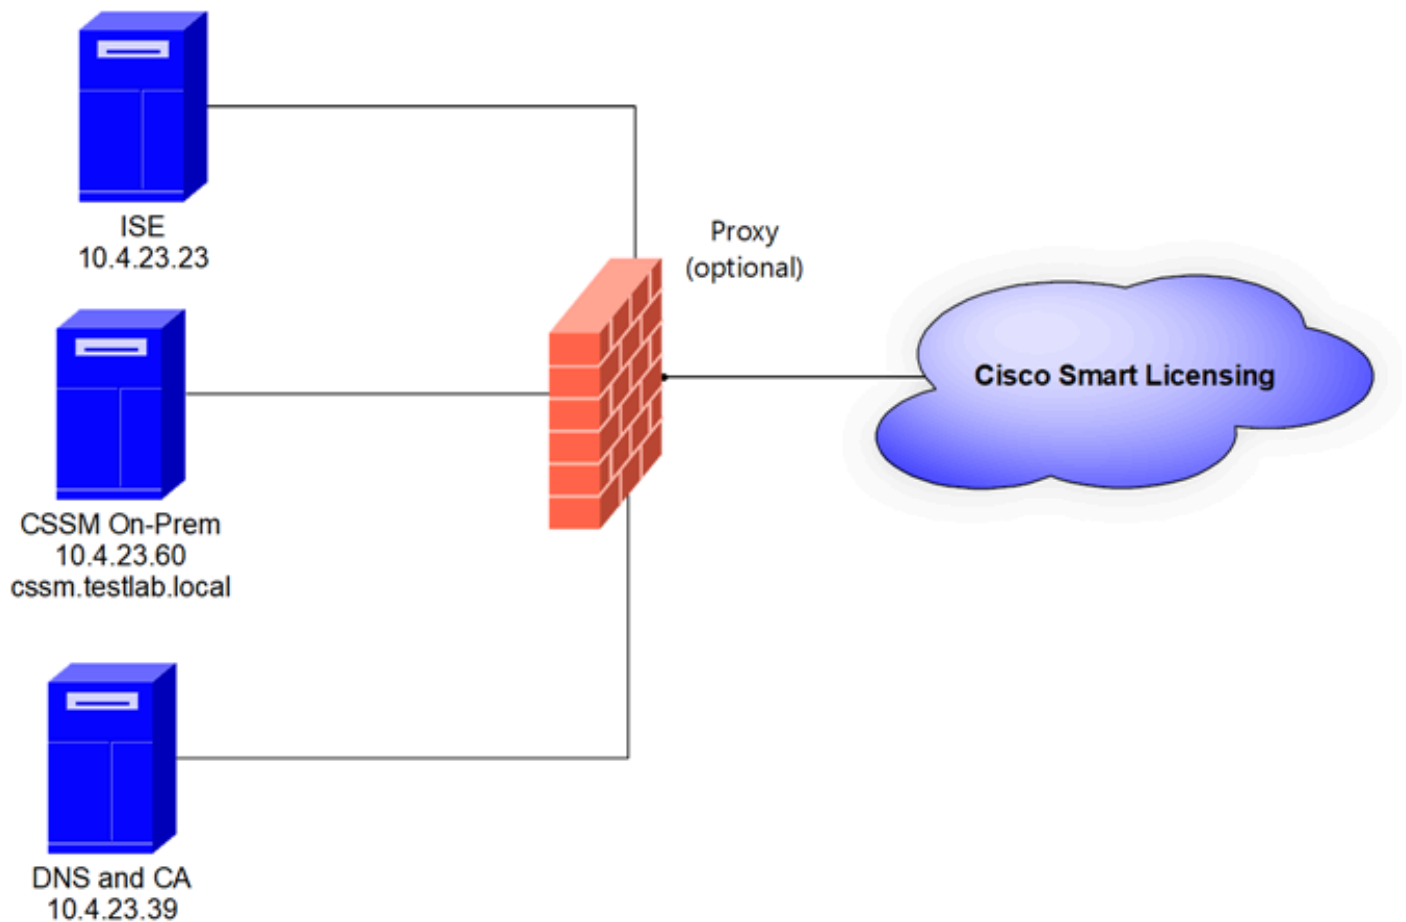 ISE
10.4.23.23
Proxy
(optional)
Cisco Smart Licensing
CSSM On-Prem
10.4.23.60
cssm.testlab.local
DNS and CA
10.4.23.39